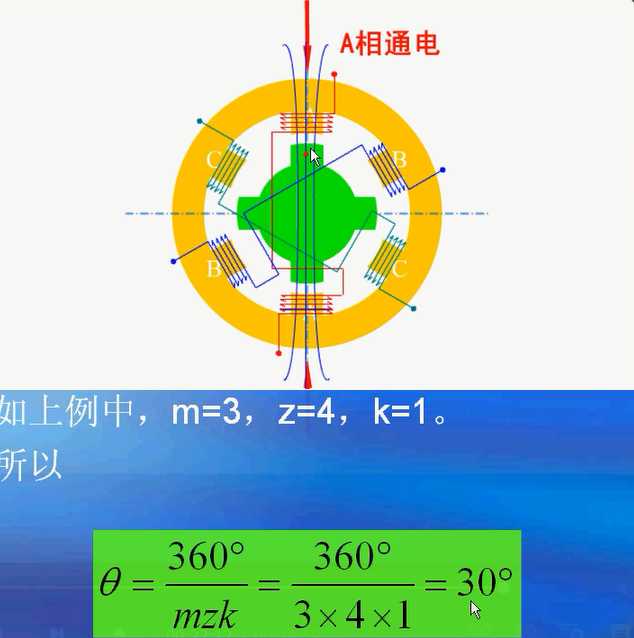 A相通电
C
B
B
C
如上例中，m=3，z=4，k=1。
所以
θ = 360°/mzk = 360°/3×4×1 = 30°